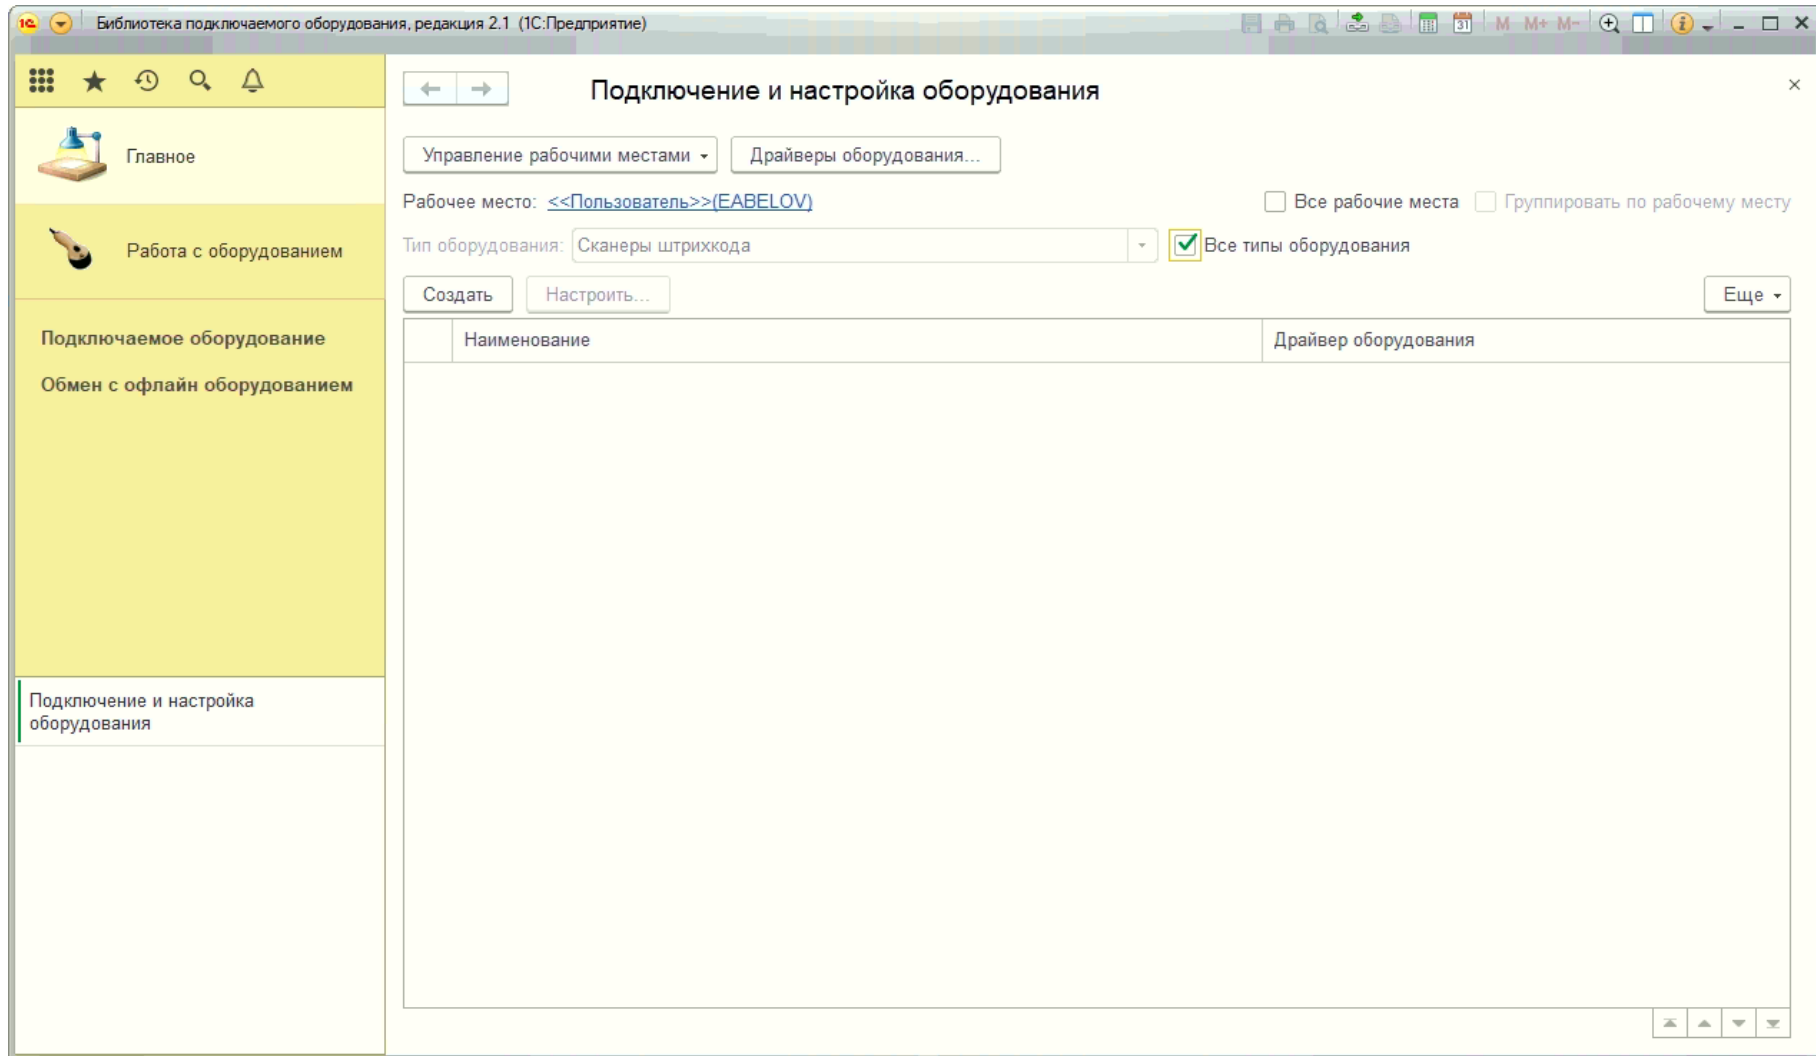 Библиотека подключаемого оборудования, редакция 2.1 (1С:Предприятие)
31 M M+ M-
Главное
Работа с оборудованием
Подключаемое оборудование
Обмен с офлайн оборудованием
Подключение и настройка
оборудования
Подключение и настройка оборудования
Управление рабочими местами
Драйверы оборудования...
Рабочее место: <<Пользователь>>(EABELOV)
Все рабочие места
Группировать по рабочему месту
Тип оборудования: Сканеры штрихкода
Все типы оборудования
Создать
Настроить...
Еще
Наименование
Драйвер оборудования